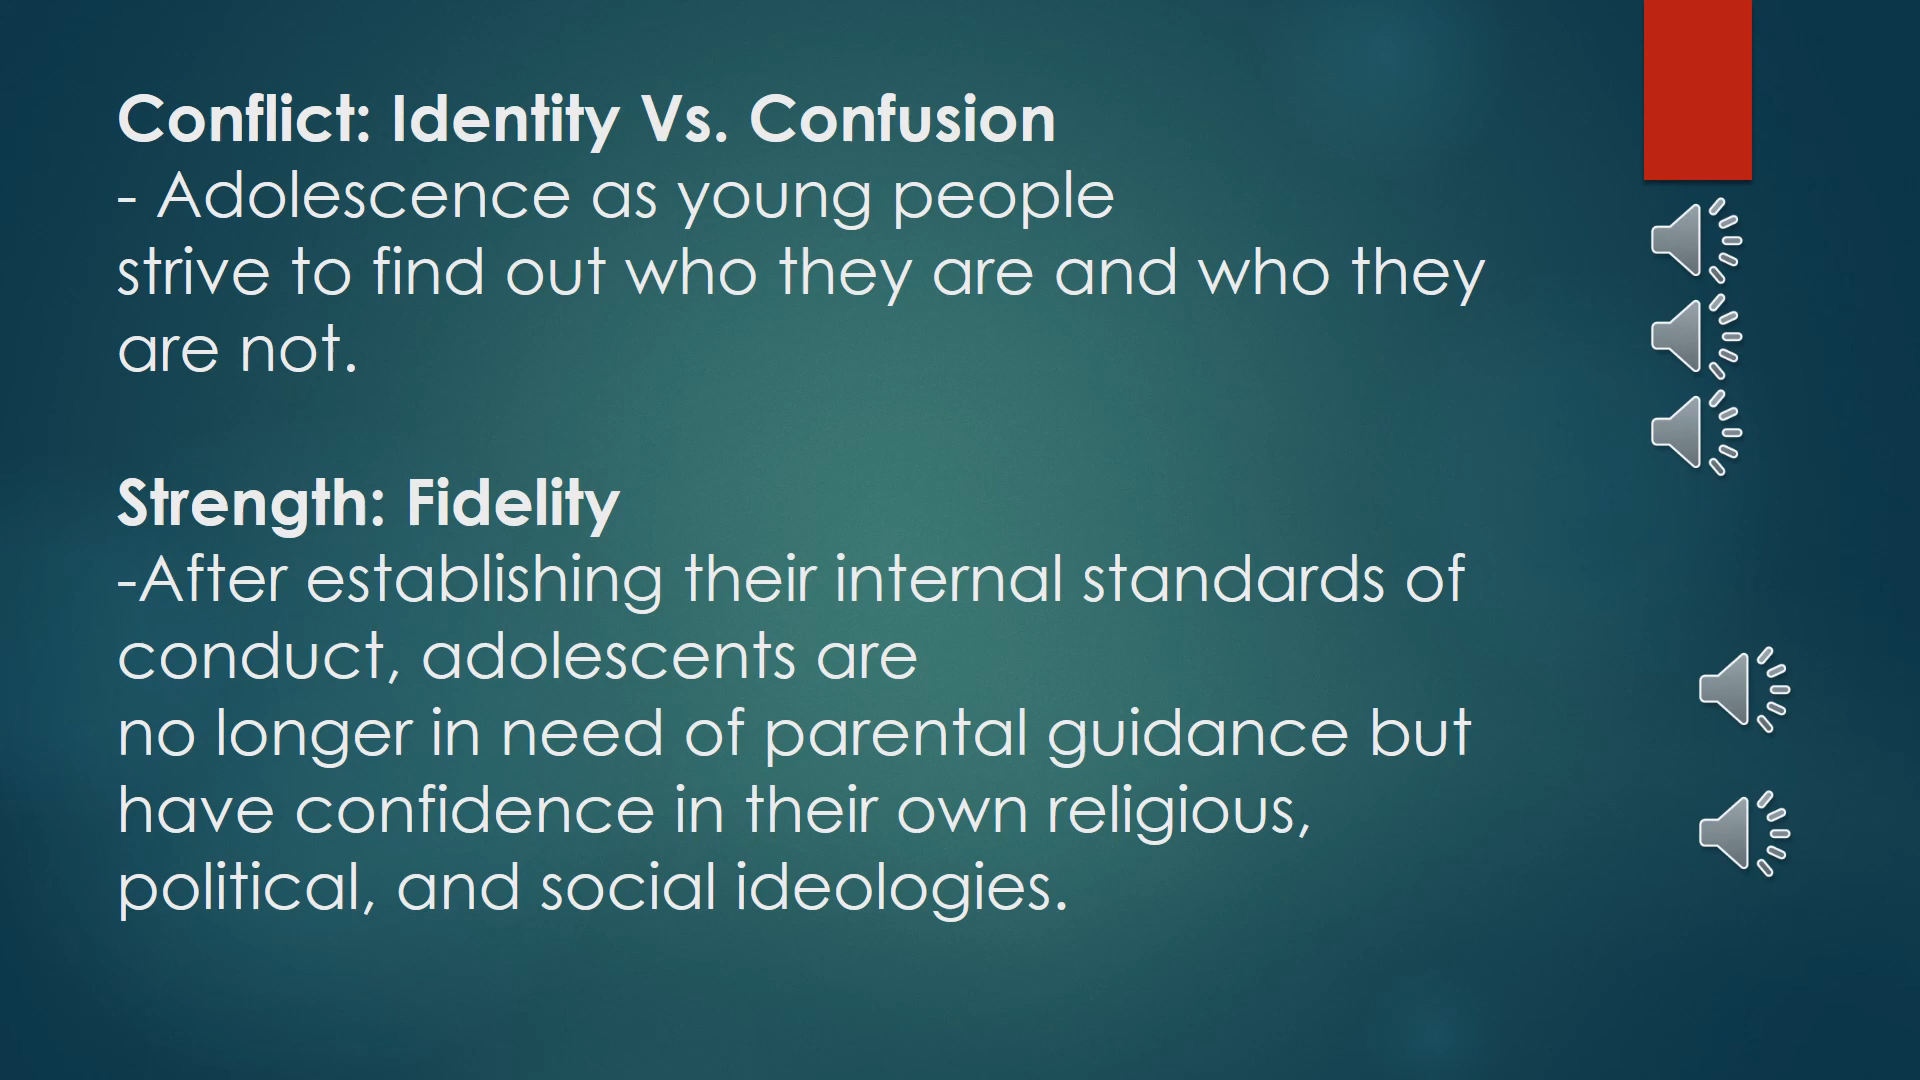 Conflict: Identity Vs. Confusion
- Adolescence as young people
strive to find out who they are and who they
are not.
Strength: Fidelity
-After establishing their internal standards of
conduct, adolescents are
no longer in need of parental guidance but
have confidence in their own religious,
political, and social ideologies.